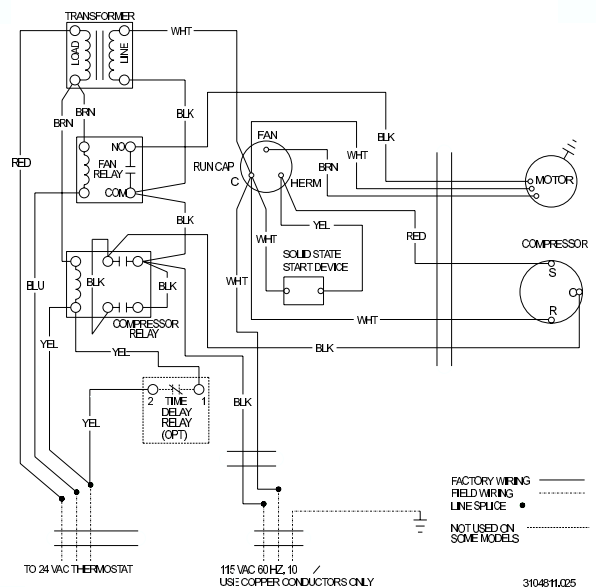 TRANSFORMER
LOAD
LINE
WHT
BRN
BRN
BLK
RED
NO
FAN
RELAY
COM
FAN
RUN CAP
C
HERM
BRN
WHT
BLK
MOTOR
BLK
YEL
WHT
SOLID STATE
START DEVICE
RED
COMPRESSOR
S
C
R
BLU
BLK
BLK
WHT
WHT
COMPRESSOR
RELAY
YEL
YEL
BLK
2
TIME
DELAY
RELAY
(OPT)
1
BLK
YEL
FACTORY WIRING
FIELD WIRING
LINE SPLICE
NOT USED ON
SOME MODELS
TO 24 VAC THERMOSTAT
115 VAC 60 HZ, 10 /
USE COPPER CONDUCTORS ONLY
3104811.025